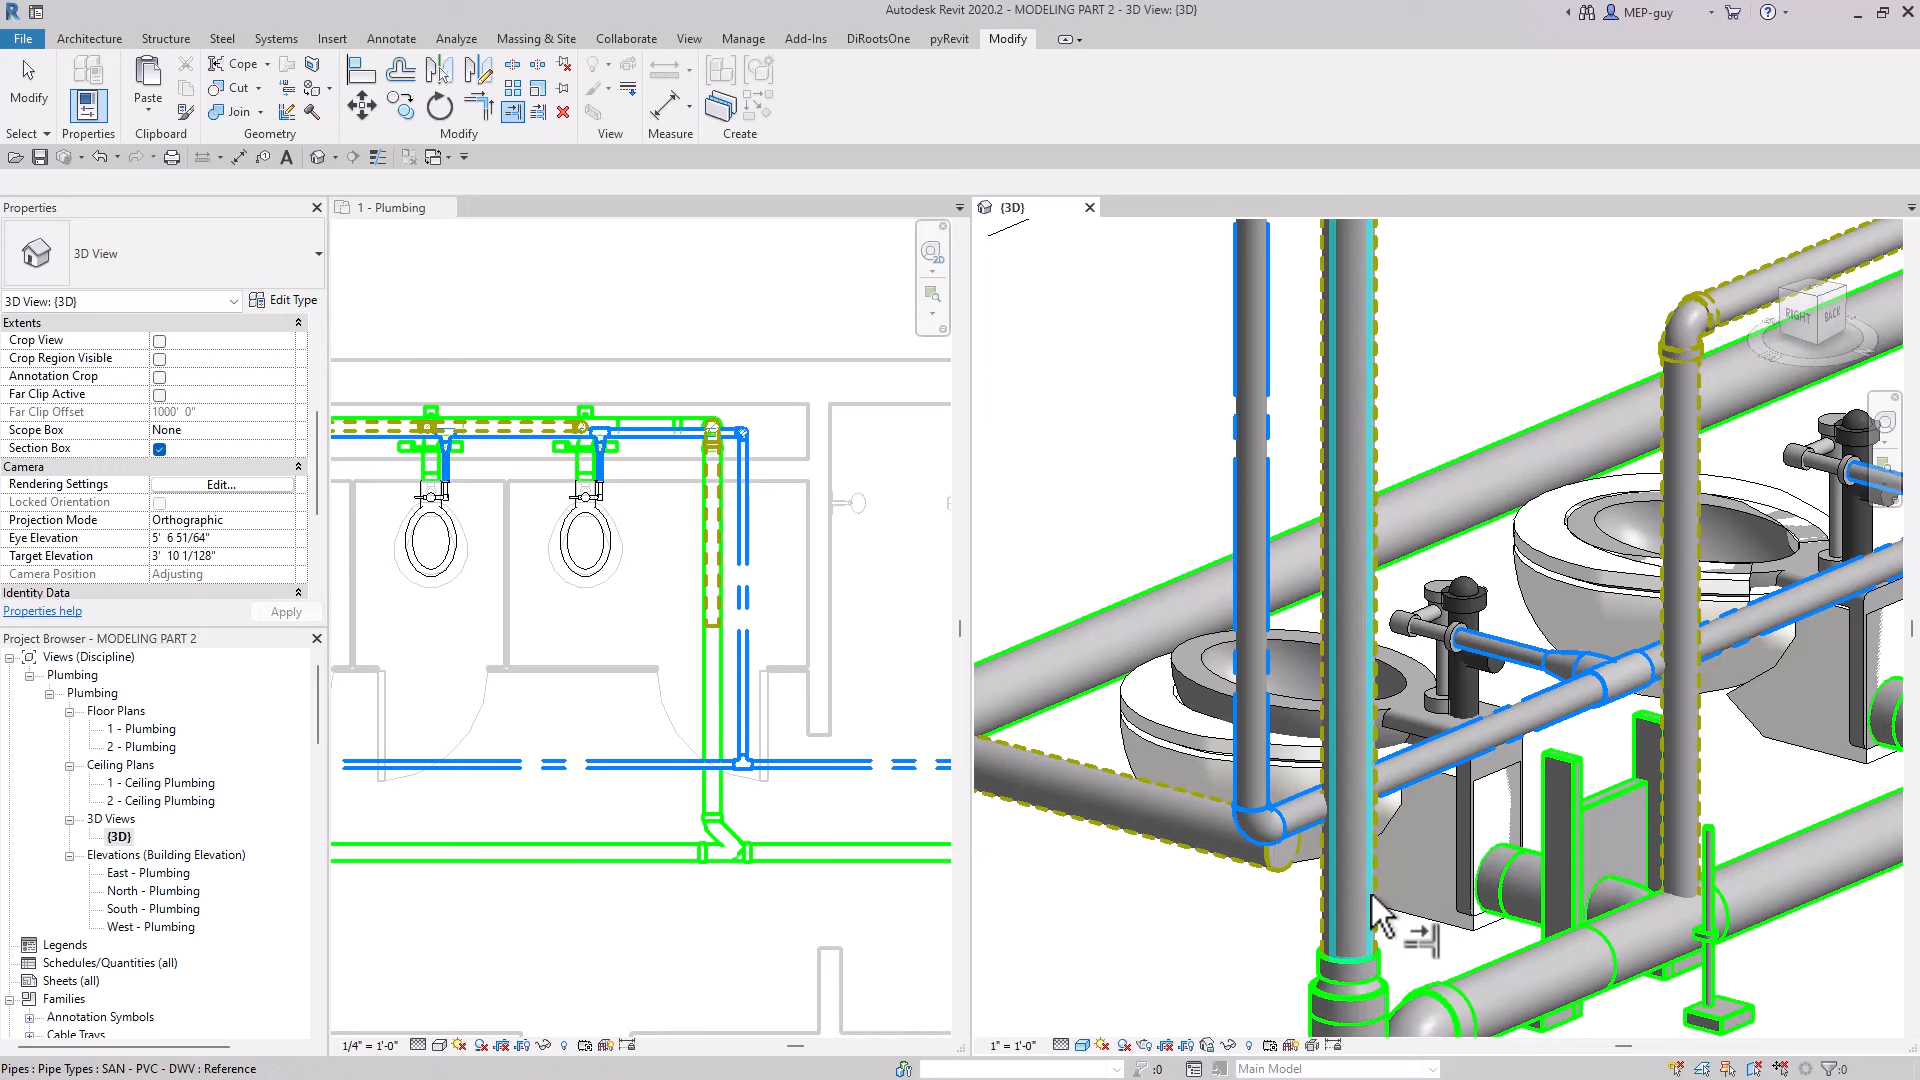 Autodesk Revit 2020.2 - MODELING PART 2 - 3D View: {3D}
MEP-guy
File Architecture Structure Steel Systems Insert Annotate Analyze Massing & Site Collaborate View Manage Add-Ins DiRootsOne pyRevit Modify
Modify
Paste
Cope
Cut
Join
Select Properties Clipboard Geometry Modify View Measure Create
Properties
3D View
3D View: {3D}
Edit Type
Extents
Crop View
Crop Region Visible
Annotation Crop
Far Clip Active
Far Clip Offset 1000' 0"
Scope Box None
Section Box
Camera
Rendering Settings Edit...
Locked Orientation
Projection Mode Orthographic
Eye Elevation 5' 6 51/64"
Target Elevation 3' 10 1/128"
Camera Position Adjusting
Identity Data
Properties help
Apply
Project Browser - MODELING PART 2
Views (Discipline)
Plumbing
Plumbing
Floor Plans
1 - Plumbing
2 - Plumbing
Ceiling Plans
1 - Ceiling Plumbing
2 - Ceiling Plumbing
3D Views
{3D}
Elevations (Building Elevation)
East - Plumbing
North - Plumbing
South - Plumbing
West - Plumbing
Legends
Schedules/Quantities (all)
Sheets (all)
Families
Annotation Symbols
Cable Trays
1 - Plumbing
2D
1/4" = 1'-0"
{3D}
RIGHT
BACK
1" = 1'-0"
Pipes : Pipe Types : SAN - PVC - DWV : Reference
:0
Main Model
:0